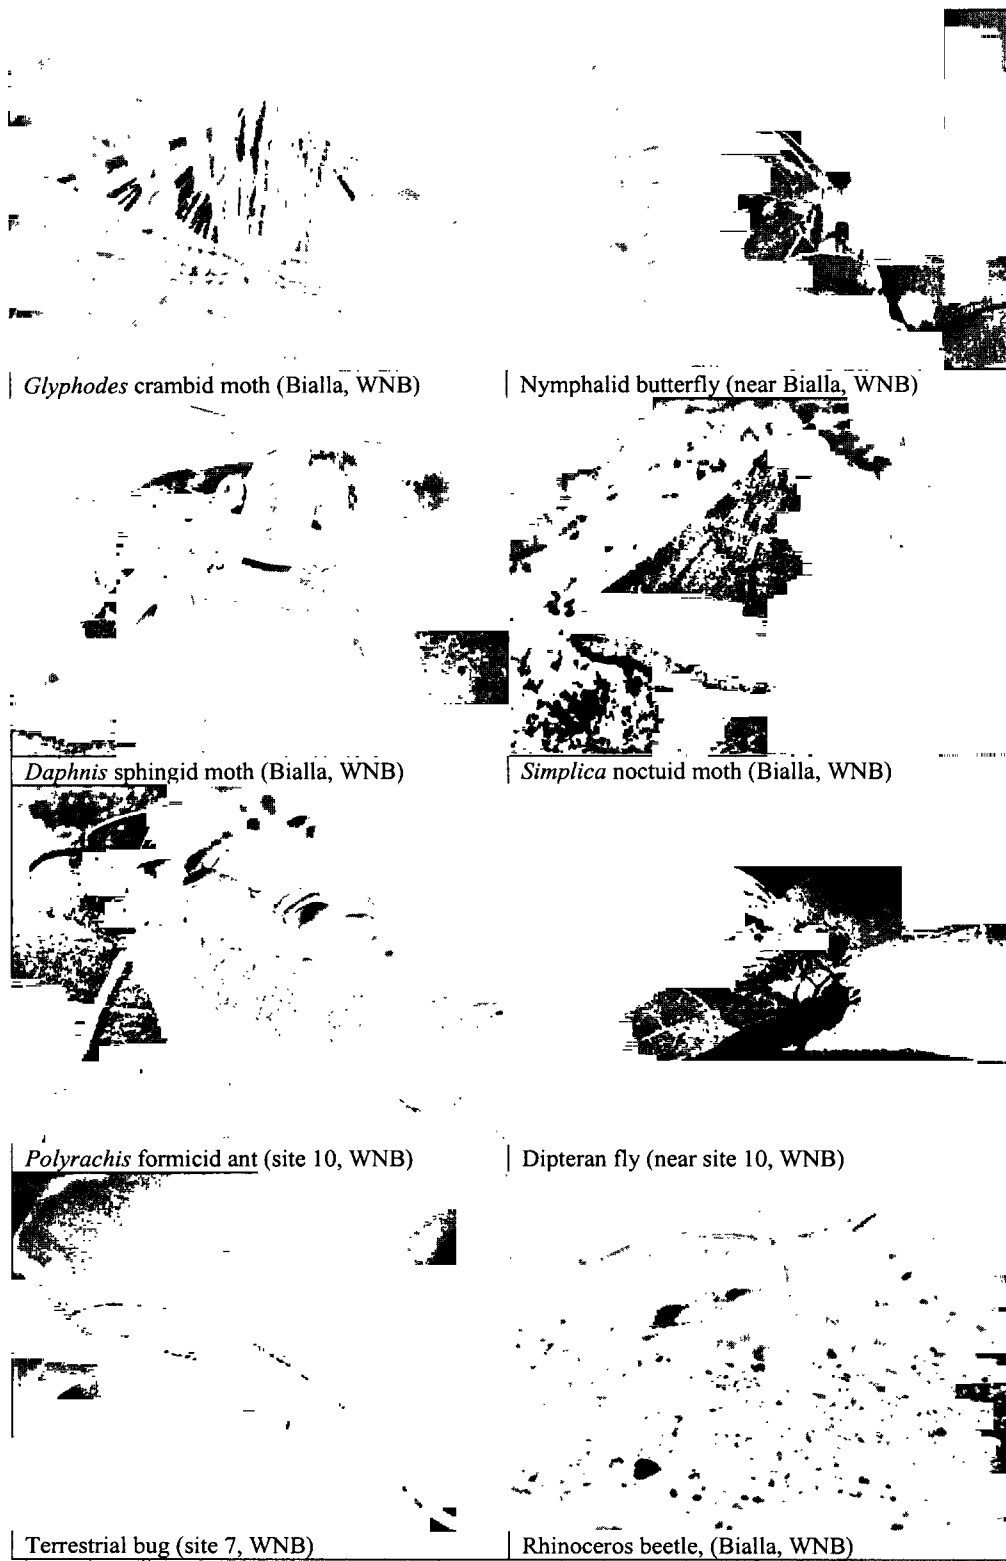 Glyphodes crambid moth (Bialla, WNB)
Nymphalid butterfly (near Bialla, WNB)
Daphnis sphingid moth (Bialla, WNB)
Simplica noctuid moth (Bialla, WNB)
Polyrachis formicid ant (site 10, WNB)
Dipteran fly (near site 10, WNB)
Terrestrial bug (site 7, WNB)
Rhinoceros beetle, (Bialla, WNB)